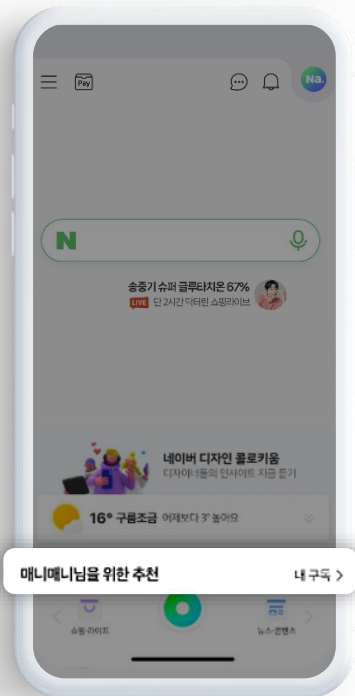 Pay
Na.
N
송중기 슈퍼 글루타치온 67%
LIVE 단 2시간 닥터린 쇼핑라이브
네이버 디자인 콜로키움
디자이너들의 인사이트 지금 듣기
16° 구름조금 어제보다 3° 높아요
매니매니님을 위한 추천 내 구독 >
쇼핑·라이프
뉴스·콘텐츠